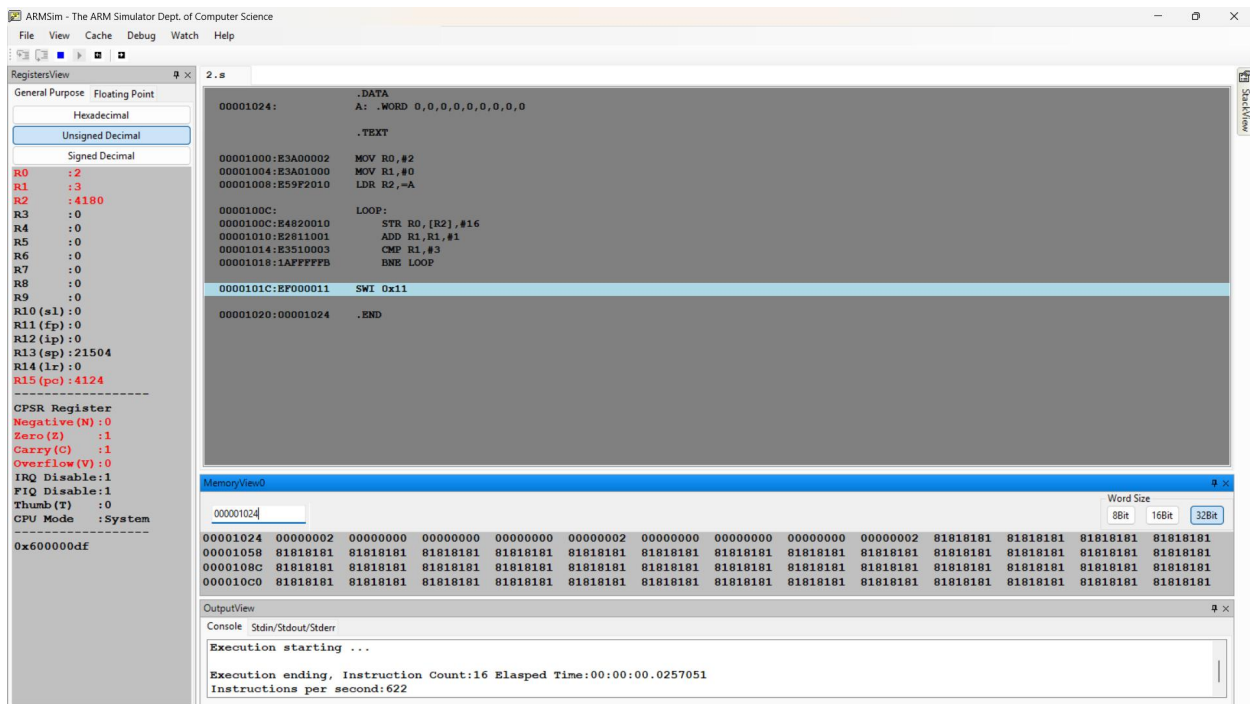 ARMSim - The ARM Simulator Dept. of Computer Science
File View Cache Debug Watch Help
RegistersView
General Purpose Floating Point
Hexadecimal
Unsigned Decimal
Signed Decimal
R0 :2
R1 :3
R2 :4180
R3 :0
R4 :0
R5 :0
R6 :0
R7 :0
R8 :0
R9 :0
R10(sl):0
R11(fp):0
R12(ip):0
R13(sp):21504
R14(lr):0
R15(pc):4124
------------------
CPSR Register
Negative(N):0
Zero(Z) :1
Carry(C) :1
Overflow(V):0
IRQ Disable:1
FIQ Disable:1
Thumb(T) :0
CPU Mode :System
------------------
0x600000df
2.s
.DATA
00001024: A: .WORD 0,0,0,0,0,0,0,0,0
.TEXT
00001000:E3A00002 MOV R0,#2
00001004:E3A01000 MOV R1,#0
00001008:E59F2010 LDR R2,=A
0000100C: LOOP:
0000100C:E4820010 STR R0,[R2],#16
00001010:E2811001 ADD R1,R1,#1
00001014:E3510003 CMP R1,#3
00001018:1AFFFFFB BNE LOOP
0000101C:EF000011 SWI 0x11
00001020:00001024 .END
StackView
MemoryView0
000001024
Word Size
8Bit 16Bit 32Bit
00001024 00000002 00000000 00000000 00000000 00000002 00000000 00000000 00000000 00000002 81818181 81818181 81818181 81818181
00001058 81818181 81818181 81818181 81818181 81818181 81818181 81818181 81818181 81818181 81818181 81818181 81818181 81818181
0000108C 81818181 81818181 81818181 81818181 81818181 81818181 81818181 81818181 81818181 81818181 81818181 81818181 81818181
000010C0 81818181 81818181 81818181 81818181 81818181 81818181 81818181 81818181 81818181 81818181 81818181 81818181 81818181
OutputView
Console Stdin/Stdout/Stderr
Execution starting ...
Execution ending, Instruction Count:16 Elasped Time:00:00:00.0257051
Instructions per second:622